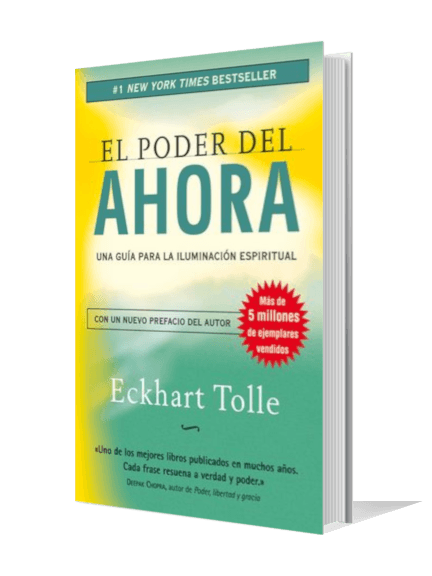 #1 NEW YORK TIMES BESTSELLER
EL PODER DEL
AHORA
UNA GUÍA PARA LA ILUMINACIÓN ESPIRITUAL
CON UN NUEVO PREFACIO DEL AUTOR
Más de
5 millones
de ejemplares
vendidos
Eckhart Tolle
«Uno de los mejores libros publicados en muchos años.
Cada frase resuena a verdad y poder.»
DEEPAK CHOPRA, autor de Poder, libertad y gracia